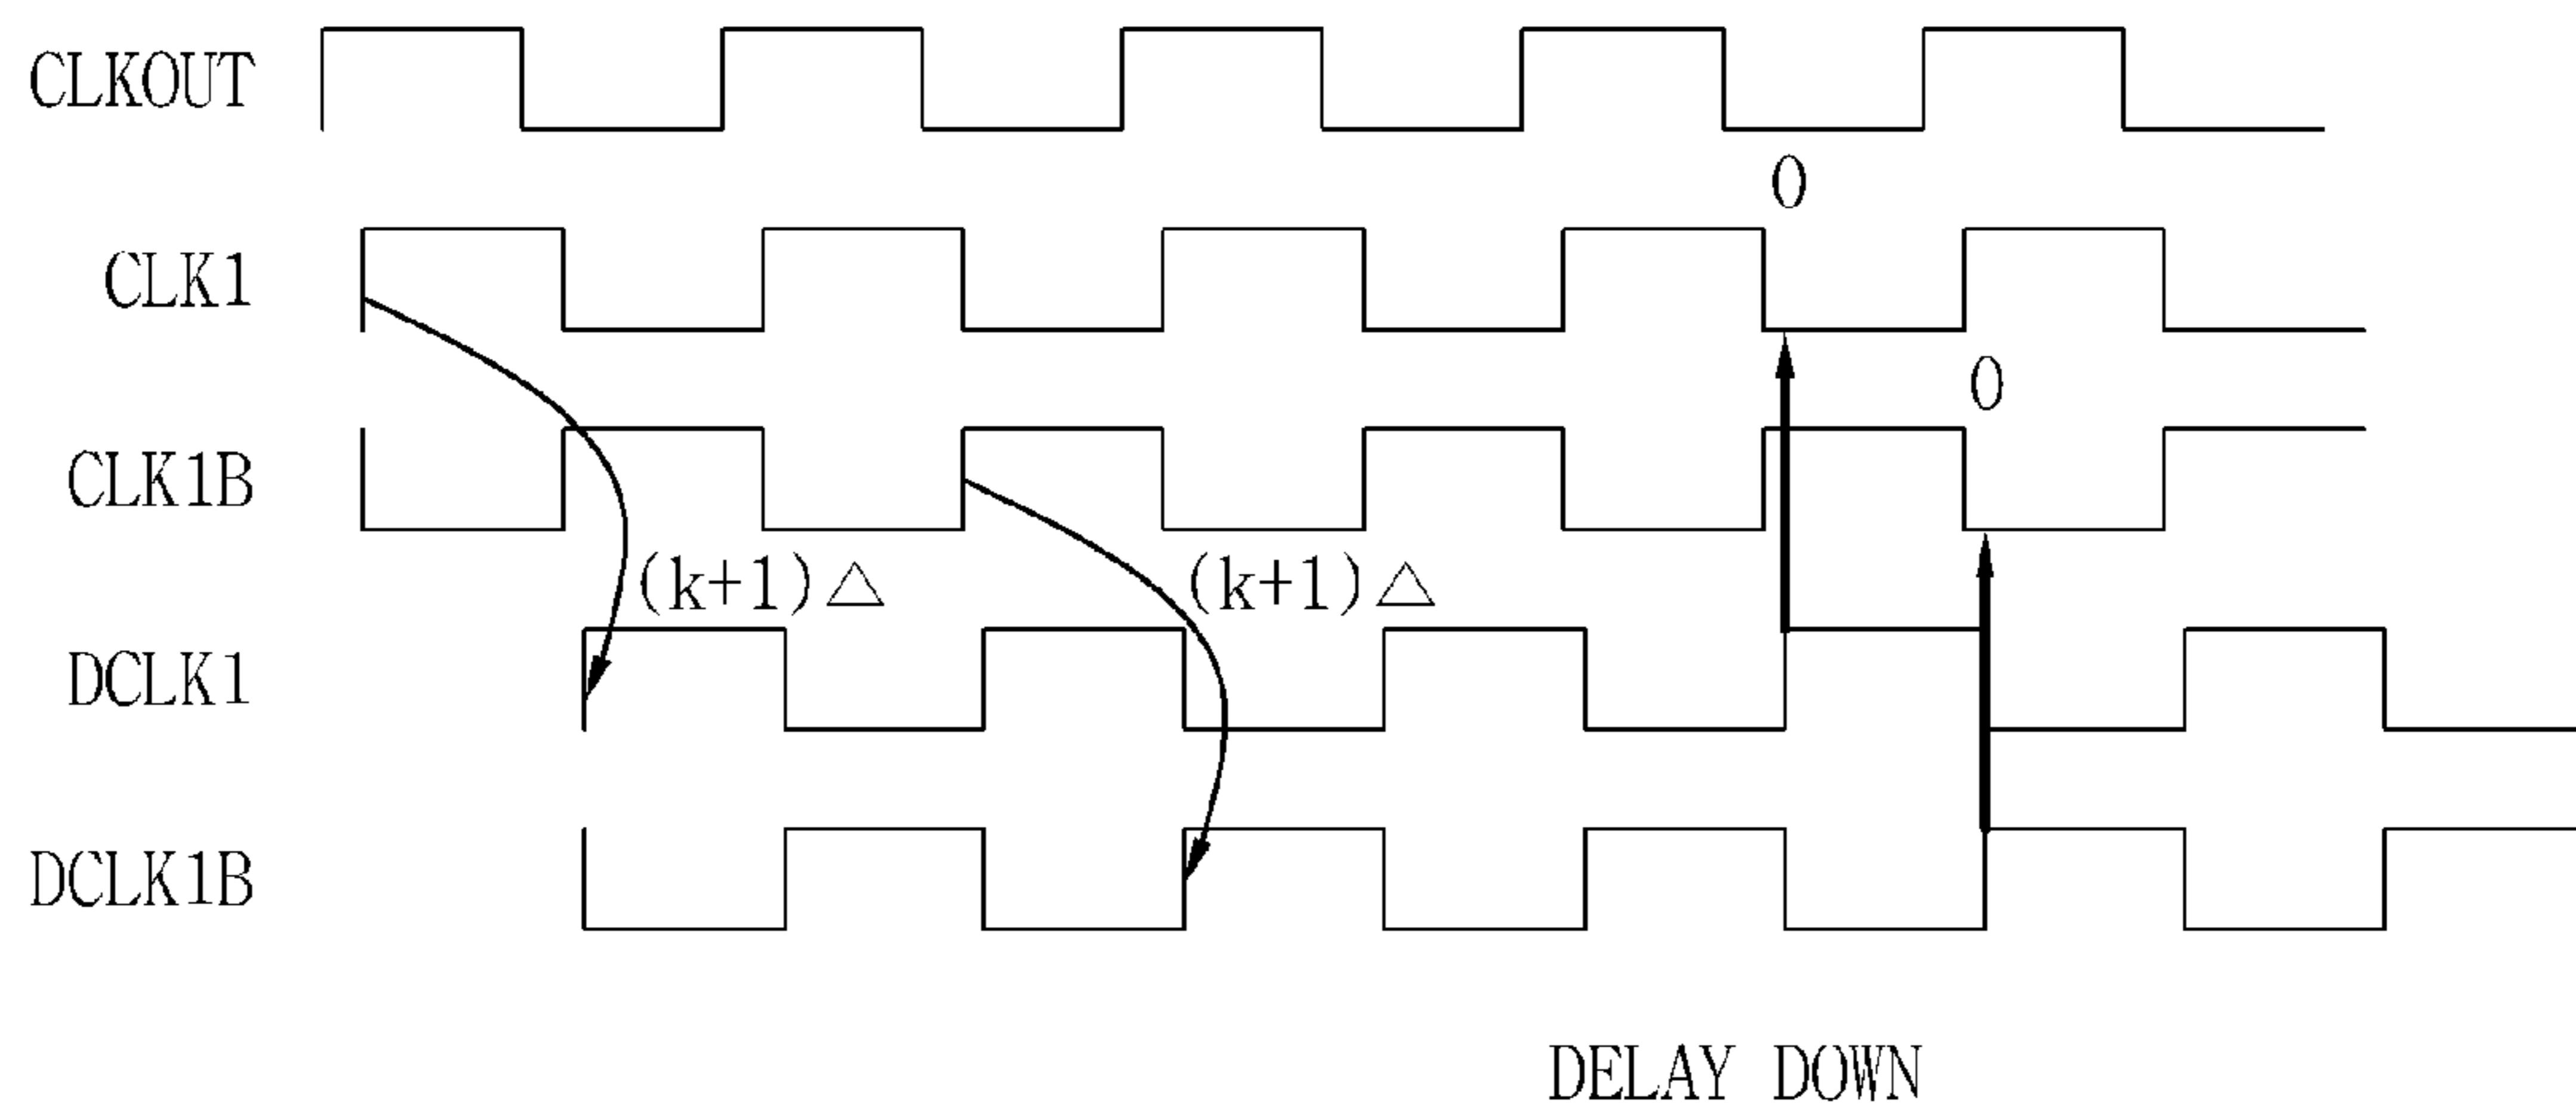 CLKOUT
0
CLK1
0
CLK1B
(k+1)△ (k+1)△
DCLK1
DCLK1B
DELAY DOWN